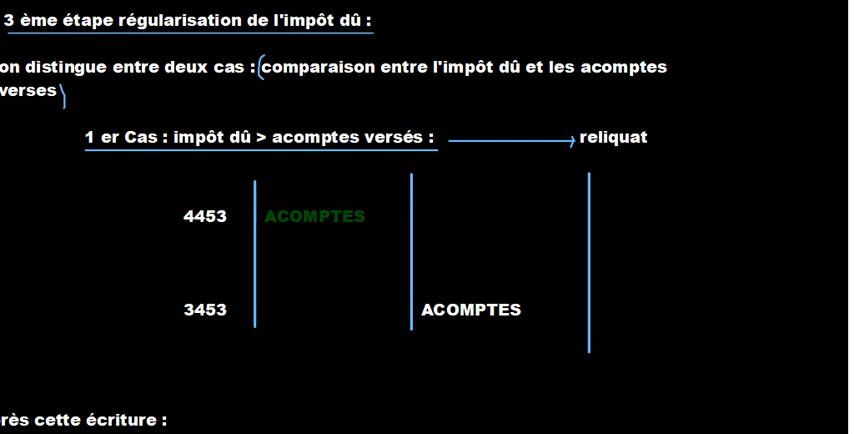 3 ème étape régularisation de l'impôt dû :
on distingue entre deux cas : (comparaison entre l'impôt dû et les acomptes
verses)
1 er Cas : impôt dû > acomptes versés : reliquat
4453 ACOMPTES
3453 ACOMPTES
rès cette écriture :